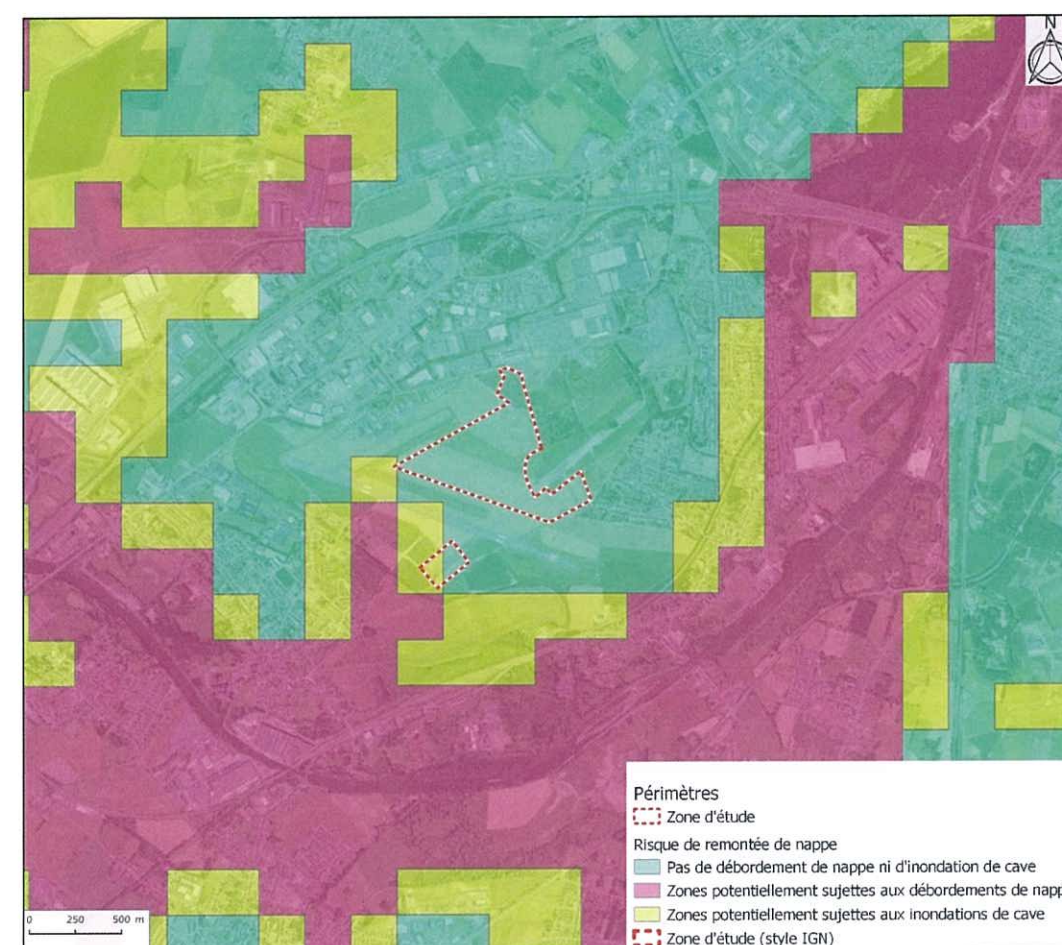 N
Périmètres
Zone d'étude
Risque de remontée de nappe
Pas de débordement de nappe ni d'inondation de cave
Zones potentiellement sujettes aux débordements de napp
Zones potentiellement sujettes aux inondations de cave
Zone d'étude (style IGN)
0 250 500 m